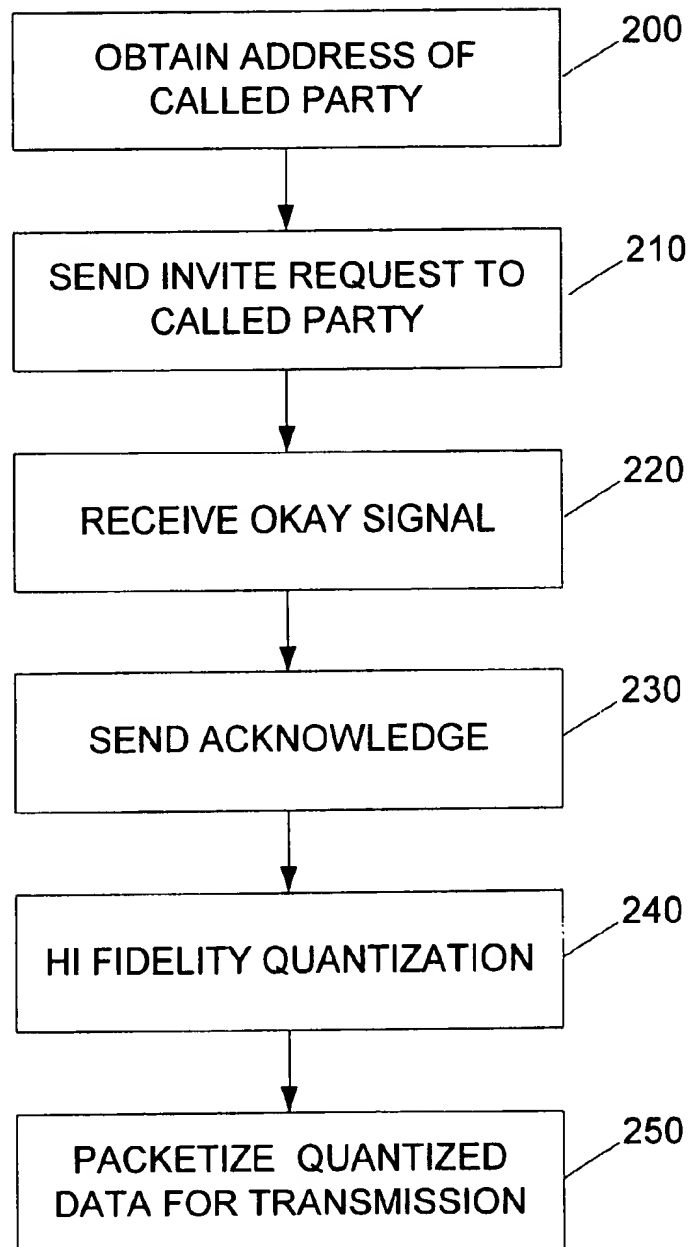 200
OBTAIN ADDRESS OF
CALLED PARTY
210
SEND INVITE REQUEST TO
CALLED PARTY
220
RECEIVE OKAY SIGNAL
230
SEND ACKNOWLEDGE
240
HI FIDELITY QUANTIZATION
250
PACKETIZE QUANTIZED
DATA FOR TRANSMISSION